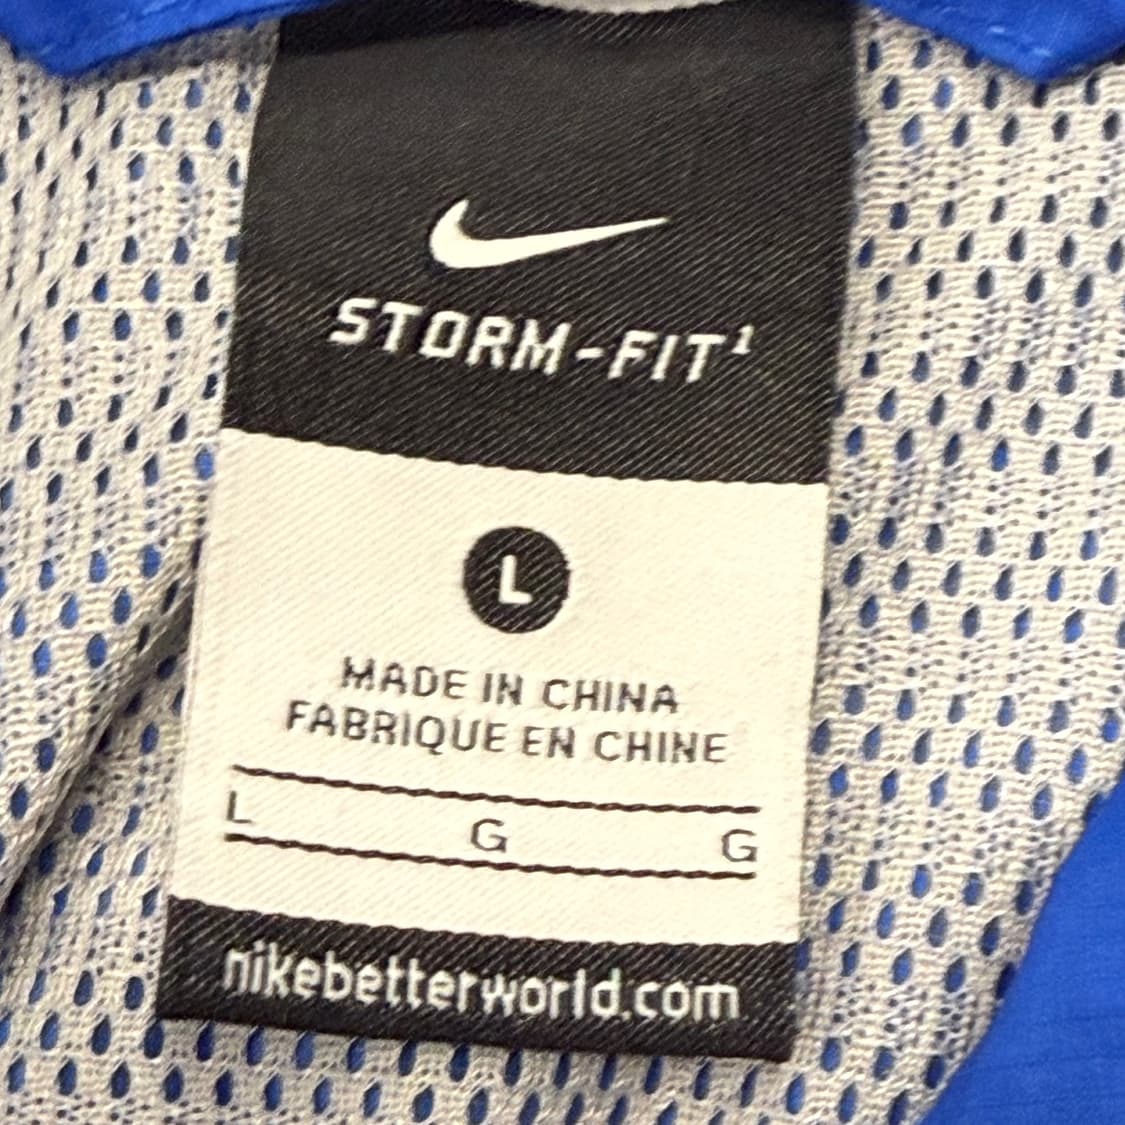 STORM-FIT¹
L
MADE IN CHINA
FABRIQUE EN CHINE
L G G
nikebetterworld.com